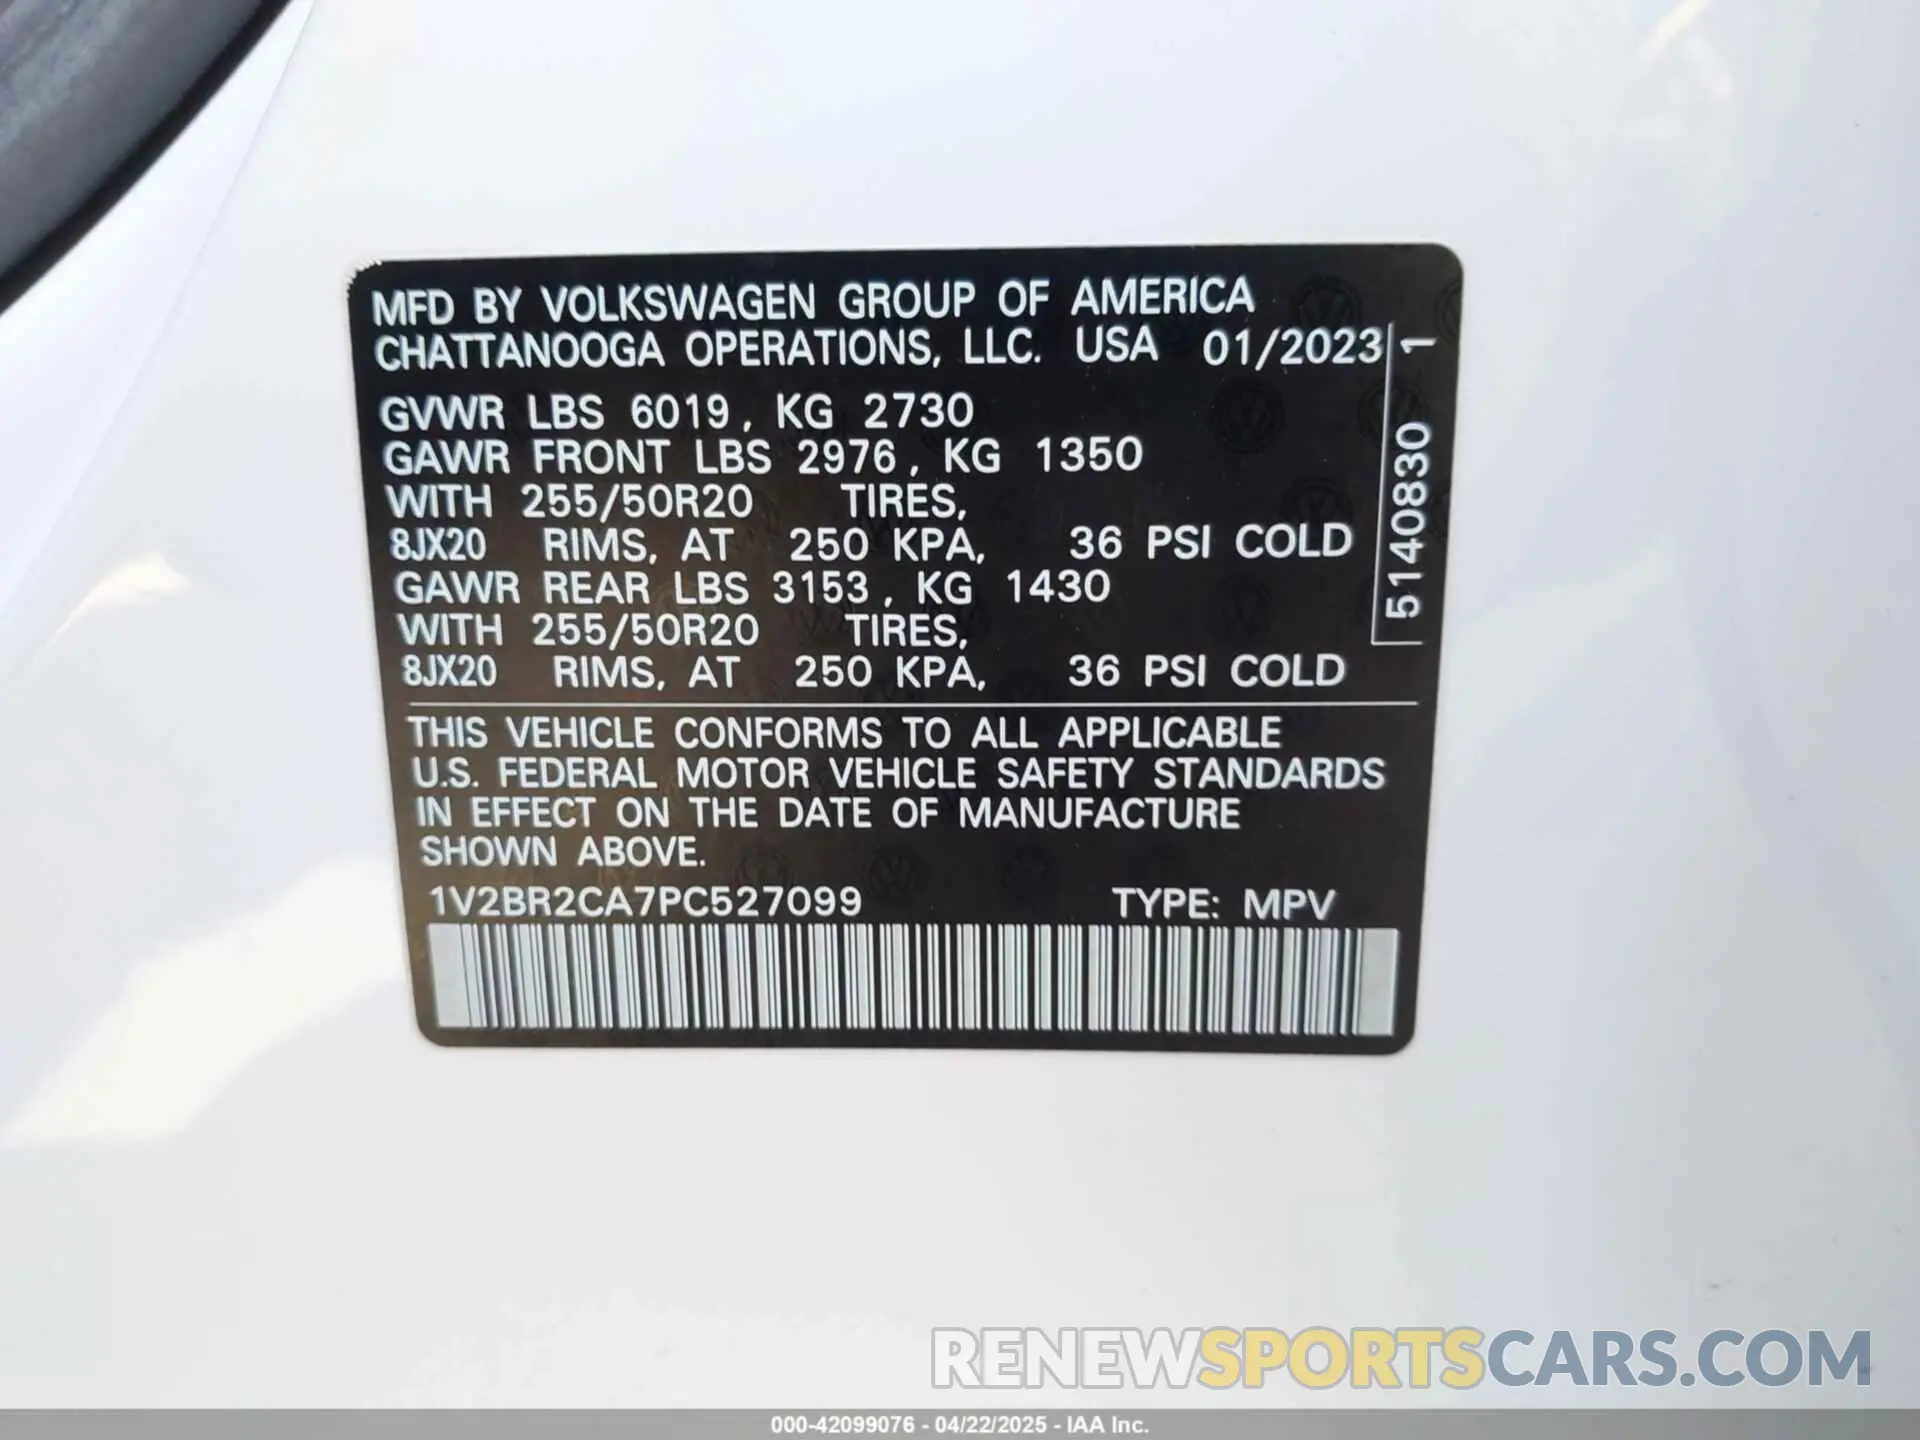 MFD BY VOLKSWAGEN GROUP OF AMERICA
CHATTANOOGA OPERATIONS, LLC. USA 01/2023
GVWR LBS 6019, KG 2730
GAWR FRONT LBS 2976, KG 1350
WITH 255/50R20 TIRES,
8JX20 RIMS, AT 250 KPA, 36 PSI COLD
GAWR REAR LBS 3153, KG 1430
WITH 255/50R20 TIRES,
8JX20 RIMS, AT 250 KPA, 36 PSI COLD
5140830 1
THIS VEHICLE CONFORMS TO ALL APPLICABLE
U.S. FEDERAL MOTOR VEHICLE SAFETY STANDARDS
IN EFFECT ON THE DATE OF MANUFACTURE
SHOWN ABOVE.
1V2BR2CA7PC527099 TYPE: MPV
RENEWSPORTSCARS.COM
000-42099076 - 04/22/2025 - IAA Inc.